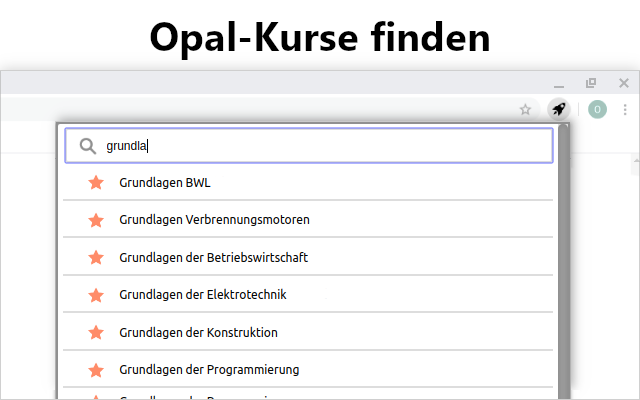 Opal-Kurse finden
O
grundla
Grundlagen BWL
Grundlagen Verbrennungsmotoren
Grundlagen der Betriebswirtschaft
Grundlagen der Elektrotechnik
Grundlagen der Konstruktion
Grundlagen der Programmierung